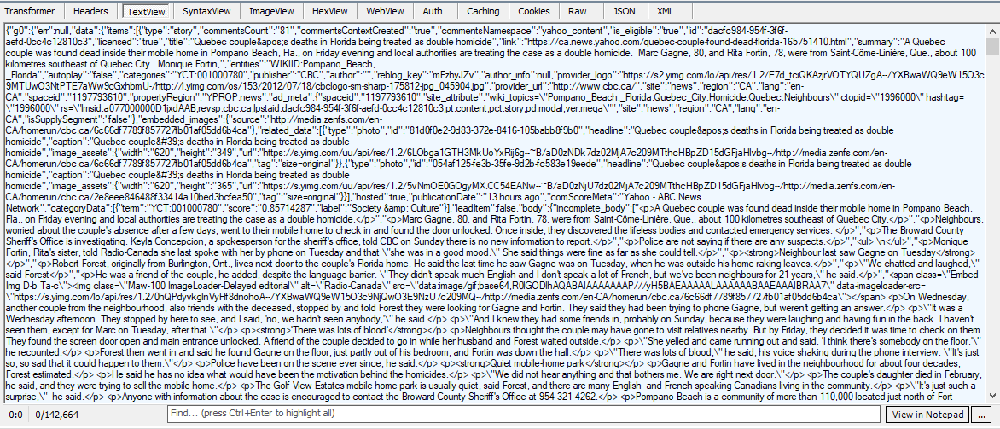 Transformer Headers TextView SyntaxView ImageView HexView WebView Auth Caching Cookies Raw JSON XML
{"g0":{"err":null,"data":{"items":[{"type":"story","commentsCount":"81","commentsContextCreated":"true","commentsNamespace":"yahoo_content","is_eligible":"true","id":"dacfc984-954f-3f6f-
aefd-0cc4c12810c3","licensed":"true","title":"Quebec couple&apos;s deaths in Florida being treated as double homicide","link":"https://ca.news.yahoo.com/quebec-couple-found-dead-florida-165751410.html","summary":"A Quebec
couple was found dead inside their mobile home in Pompano Beach, Fla., on Friday evening and local authorities are treating the case as a double homicide.  Marc Gagne, 80, and Rita Fortin, 78, were from Saint-Côme-Linière, Que., about 100
kilometres southeast of Quebec City.  Monique Fortin,","entities":"WIKIID:Pompano_Beach,
_Florida","autoplay":"false","categories":"YCT:001000780","publisher":"CBC","author":"","reblog_key":"mFzhyJZv","author_info":null,"provider_logo":"https://s2.yimg.com/lo/api/res/1.2/E7d_tciQKAzjrVOTYQUZgA--/YXBwaWQ9eW15O3c
9MTUwO3NtPTE7aWw9cGxhbmU-/http://l.yimg.com/os/153/2012/07/18/cbclogo-sm-sharp-175812-jpg_045904.jpg","provider_url":"http://www.cbc.ca/","site":"news","region":"CA","lang":"en-
CA","spaceid":"1197793610","propertyRegion":"YPROP:news","ad_meta":{"spaceid":"1197793610","site_attribute":"wiki_topics=\"Pompano_Beach,_Florida;Quebec_City;Homicide;Quebec;Neighbours\" ctopid=\"1996000\" hashtag=
\"1996000\" rs=\"lmsid:a077000000D1jxdAAB;revsp:cbc.ca;lpstaid:dacfc984-954f-3f6f-aefd-0cc4c12810c3;pt:content;pct:story;pd:modal;ver:mega\"","site":"news","region":"CA","lang":"en-
CA","isSupplySegment":"false"},"embedded_images":{"source":"http://media.zenfs.com/en-
CA/homerun/cbc.ca/6c66df7789f857727fb01af05dd6b4ca"},"related_data":[{"type":"photo","id":"81d0f0e2-9d83-372e-8416-105babb8f9b0","headline":"Quebec couple&apos;s deaths in Florida being treated as double
homicide","caption":"Quebec couple&#39;s deaths in Florida being treated as double
homicide","image_assets":{"width":"620","height":"349","url":"https://s.yimg.com/uu/api/res/1.2/6LObga1GTH3MkUoYxRij6g--~B/aD0zNDk7dz02MjA7c209MTthcHBpZD15dGFjaHlvbg--/http://media.zenfs.com/en-
CA/homerun/cbc.ca/6c66df7789f857727fb01af05dd6b4ca","tag":"size=original"}},{"type":"photo","id":"054af125-fe3b-35fe-9d2b-fc583e19eede","headline":"Quebec couple&apos;s deaths in Florida being treated as double
homicide","caption":"Quebec couple&#39;s deaths in Florida being treated as double
homicide","image_assets":{"width":"620","height":"365","url":"https://s.yimg.com/uu/api/res/1.2/5vNmOE0GOgyMX.CC54EANw--~B/aD0zNjU7dz02MjA7c209MTthcHBpZD15dGFjaHlvbg--/http://media.zenfs.com/en-
CA/homerun/cbc.ca/2e8eee846488f33414a10bed3bcfea50","tag":"size=original"}}],"hosted":true,"publicationDate":"13 hours ago","comScoreMeta":"Yahoo - ABC News
Network","categoryData":[{"term":"YCT:001000780","score":"0.85714287","label":"Society &amp; Culture"}],"leadItem":false,"body":{"incomplete_body":["<p>A Quebec couple was found dead inside their mobile home in Pompano Beach,
Fla., on Friday evening and local authorities are treating the case as a double homicide.</p>","<p>Marc Gagne, 80, and Rita Fortin, 78, were from Saint-Côme-Linière, Que., about 100 kilometres southeast of Quebec City.</p>","<p>Neighbours,
worried about the couple's absence after a few days, went to their mobile home to check in and found the door unlocked. Once inside, they discovered the lifeless bodies and contacted emergency services. </p>","<p>The Broward County
Sheriff's Office is investigating. Keyla Concepcion, a spokesperson for the sheriff's office, told CBC on Sunday there is no new information to report.</p>","<p>Police are not saying if there are any suspects.</p>","<ul> \n</ul>","<p>Monique
Fortin, Rita's sister, told Radio-Canada she last spoke with her by phone on Tuesday and that \"she was in a good mood.\" She said things were fine as far as she could tell.</p>","<p><strong>Neighbour last saw Gagne on Tuesday</strong>
</p>","<p>Robert Forest, originally from Burlington, Ont., lives next door to the couple's Florida home. He said the last time he saw Gagne was on Tuesday, when he was outside his home raking leaves.</p>","<p>\"We chatted and laughed,\"
said Forest</p>","<p>He was a friend of the couple, he added, despite the language barrier. \"They didn't speak much English and I don't speak a lot of French, but we've been neighbours for 21 years,\" he said.</p>","<span class=\"Embed-
Img D-b Ta-c\"><img class=\"Maw-100 ImageLoader-Delayed editorial\" alt=\"Radio-Canada\" src=\"data:image/gif;base64,R0lGODlhAQABAIAAAAAAAP///yH5BAEAAAAALAAAAAABAAEAAAIBRAA7\" data-imageloader-src=
\"https://s.yimg.com/lo/api/res/1.2/0hQPdyvkglnVyHf8dnohoA--/YXBwaWQ9eW15O3c9NjQwO3E9NzU7c209MQ--/http://media.zenfs.com/en-CA/homerun/cbc.ca/6c66df7789f857727fb01af05dd6b4ca\"></span> <p>On Wednesday,
another couple from the neighbourhood, also friends with the deceased, stopped by and told Forest they were looking for Gagne and Fortin. They said they had been trying to phone Gagne, but weren't getting an answer.</p> <p>\"It was a
Wednesday afternoon. They stopped by here to see, and I said, 'no, we hadn't seen anybody,'\" he said.</p> <p>\"And I knew they had some friends in, probably on Sunday, because they were laughing and having fun in the back. I haven't
seen them, except for Marc on Tuesday, after that.\"</p> <p><strong>'There was lots of blood'</strong></p> <p>Neighbours thought the couple may have gone to visit relatives nearby. But by Friday, they decided it was time to check on them.
They found the screen door open and main entrance unlocked. A friend of the couple decided to go in while her husband and Forest waited outside.</p> <p>\"She yelled and came running out and said, 'I think there's somebody on the floor,'\"
he recounted.</p> <p>Forest then went in and said he found Gagne on the floor, just partly out of his bedroom, and Fortin was down the hall.</p> <p>\"There was lots of blood,\" he said, his voice shaking during the phone interview. \"It's just
so, so sad that it could happen to them.\"</p> <p>Police have been on the scene ever since, he said.</p> <p><strong>Quiet mobile-home park</strong></p> <p>Gagne and Fortin have lived in the neighbourhood for about four decades,
Forest estimated.</p> <p>He said he has no idea what would have been the motivation behind the homicides.</p> <p>\"We did not hear anything and that bothers me. We are right next door.\"</p> <p>The couple's daughter died in February,
he said, and they were trying to sell the mobile home.</p> <p>The Golf View Estates mobile home park is usually quiet, said Forest, and there are many English- and French-speaking Canadians living in the community.</p> <p>\"It's just such a
surprise,\"  he said.</p> <p>Anyone with information about the case is encouraged to contact the Broward County Sheriff's Office at 954-321-4262.</p> <p>Pompano Beach is a community of more than 110,000 located just north of Fort
0:0 0/142,664 Find... (press Ctrl+Enter to highlight all) View in Notepad ...